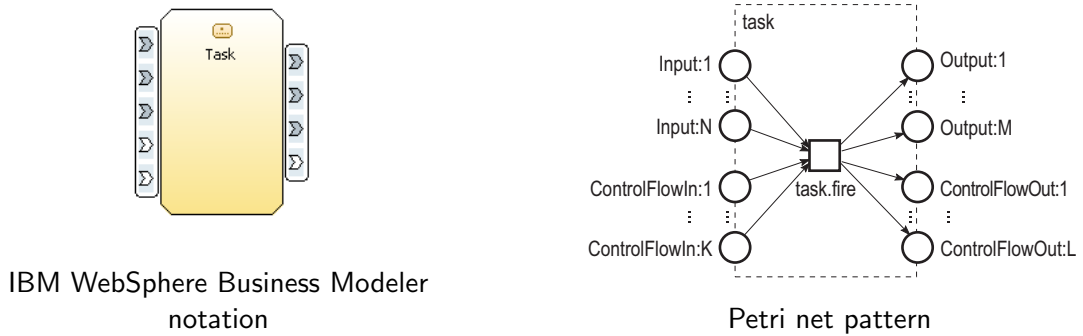 Task
IBM WebSphere Business Modeler
notation
task
Input:1
Output:1
Input:N
Output:M
ControlFlowIn:1
task.fire
ControlFlowOut:1
ControlFlowIn:K
ControlFlowOut:L
Petri net pattern